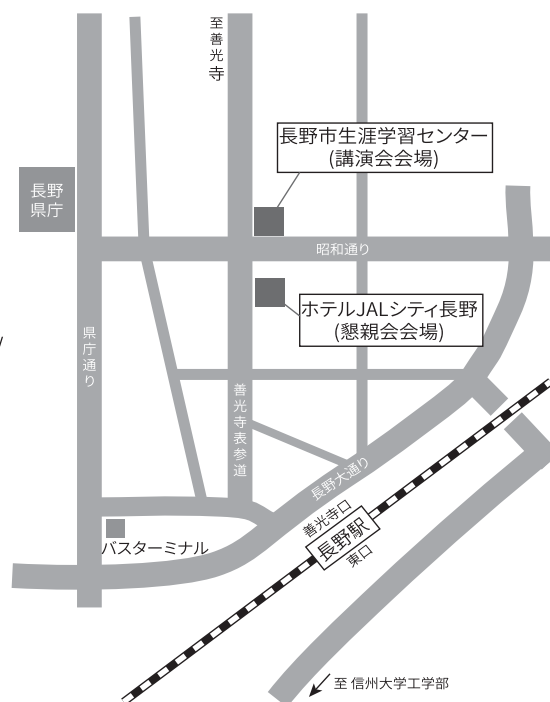 至善光寺
長野市生涯学習センター
(講演会会場)
長野
県庁
昭和通り
ホテルJALシティ長野
(懇親会会場)
県庁通り
善光寺表参道
長野大通り
善光寺口
長野駅
東口
バスターミナル
至 信州大学工学部